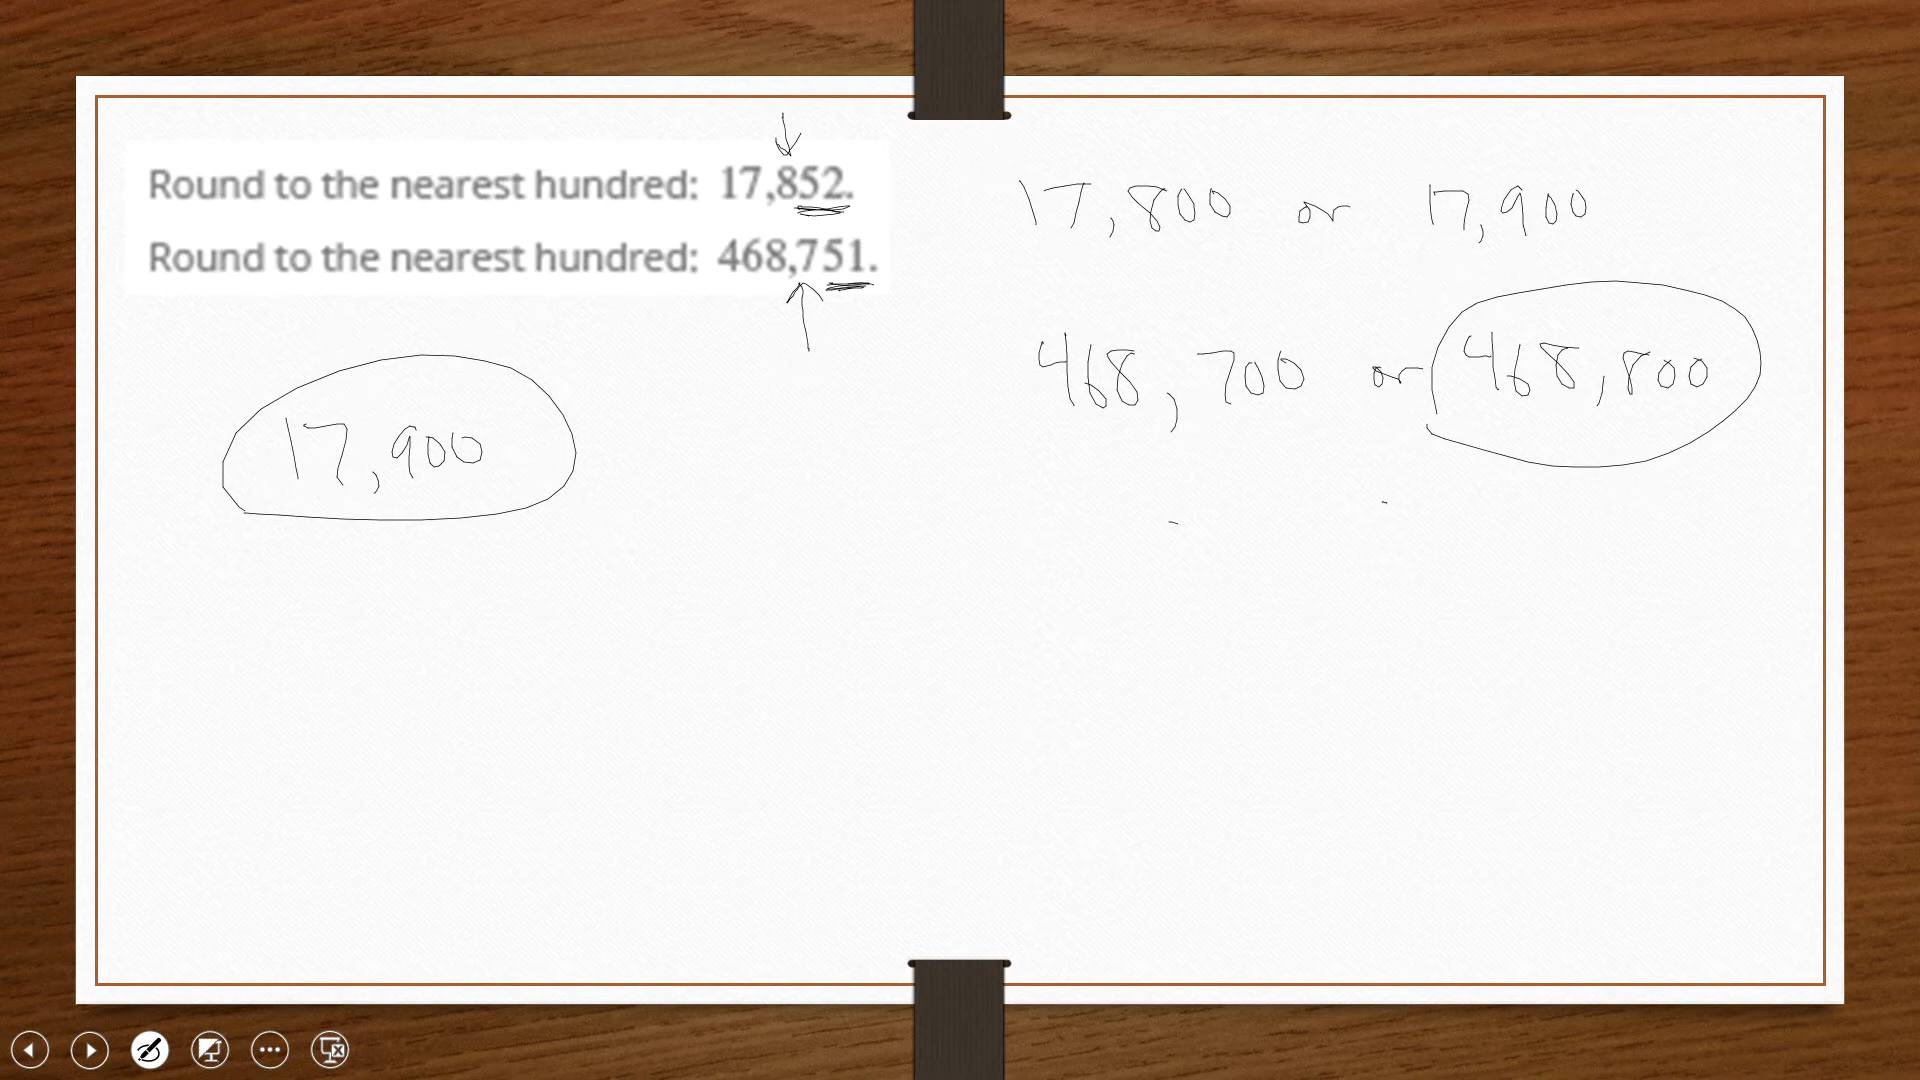 Round to the nearest hundred: 17,852.
Round to the nearest hundred: 468,751.
17,800 or 17,900
468,700 or 468,800
17,900